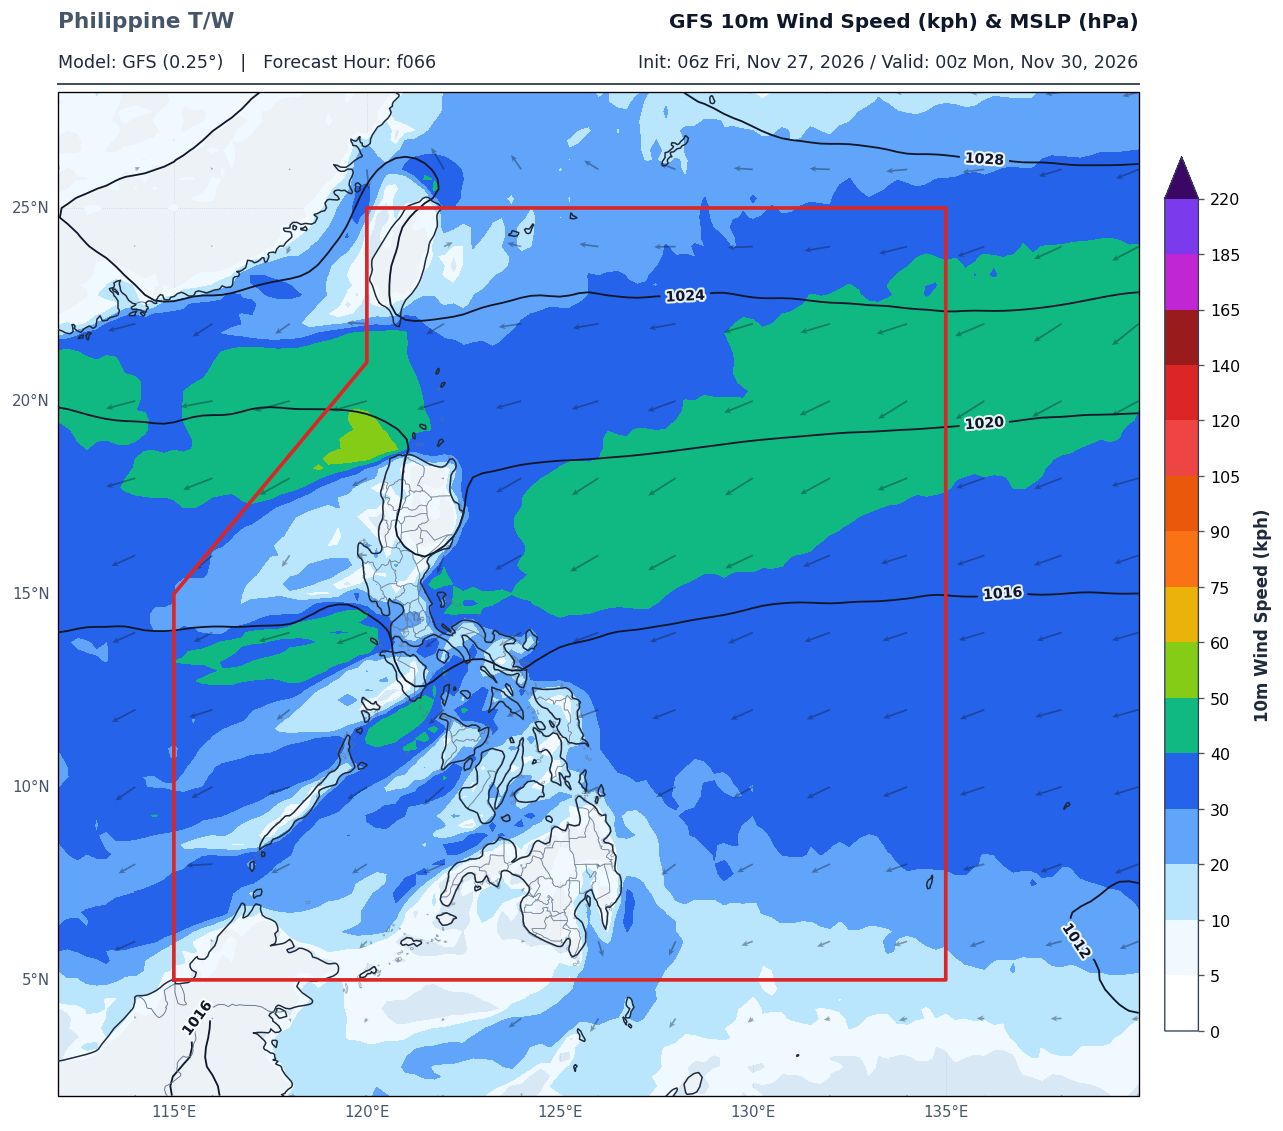 Philippine T/W
GFS 10m Wind Speed (kph) & MSLP (hPa)
Model: GFS (0.25°) | Forecast Hour: f066
Init: 06z Fri, Nov 27, 2026 / Valid: 00z Mon, Nov 30, 2026
1028
1024
1020
1016
1012
1016
25°N
20°N
15°N
10°N
5°N
115°E
120°E
125°E
130°E
135°E
220
185
165
140
120
105
90
75
60
50
40
30
20
10
5
0
10m Wind Speed (kph)